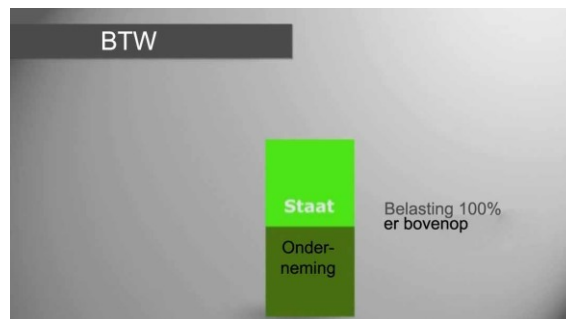 BTW
Staat
Belasting 100%
er bovenop
Onder-
neming